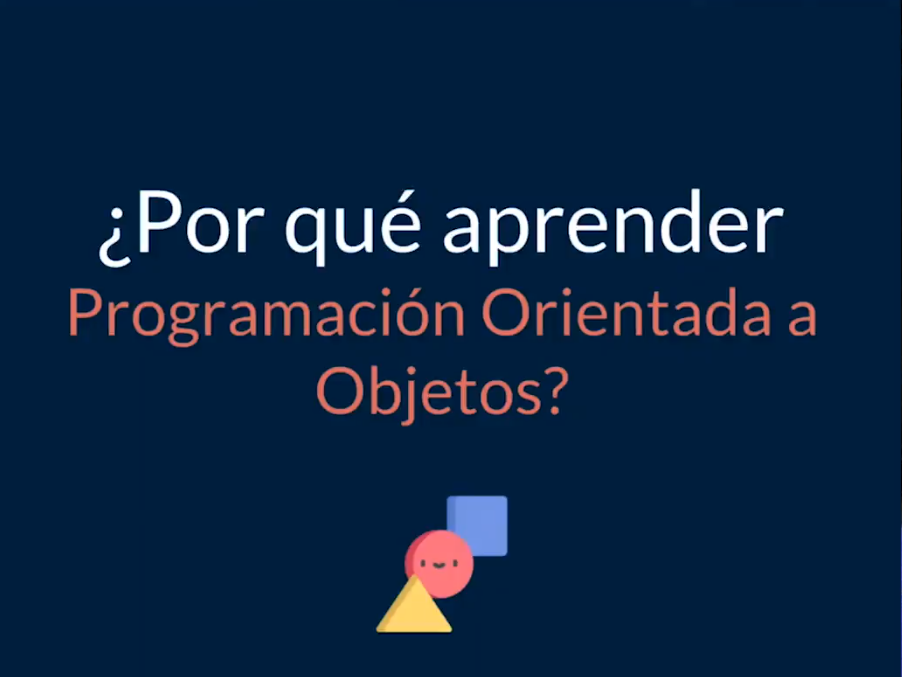 ¿Por qué aprender
Programación Orientada a
Objetos?